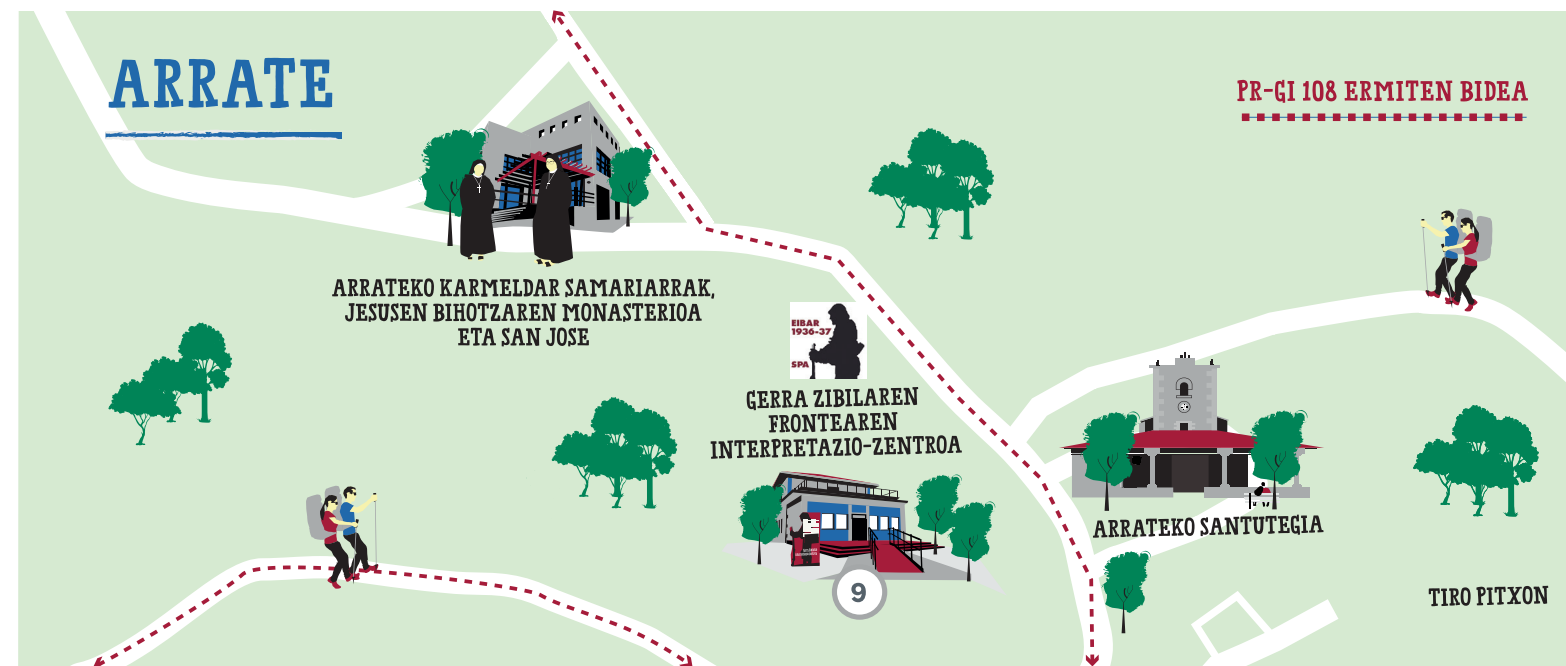 ARRATE
PR-GI 108 ERMITEN BIDEA
ARRATEKO KARMELDAR SAMARIARRAK,
JESUSEN BIHOTZAREN MONASTERIOA
ETA SAN JOSE
EIBAR
1936-37
SPA
GERRA ZIBILAREN
FRONTEAREN
INTERPRETAZIO-ZENTROA
9
ARRATEKO SANTUTEGIA
TIRO PITXON